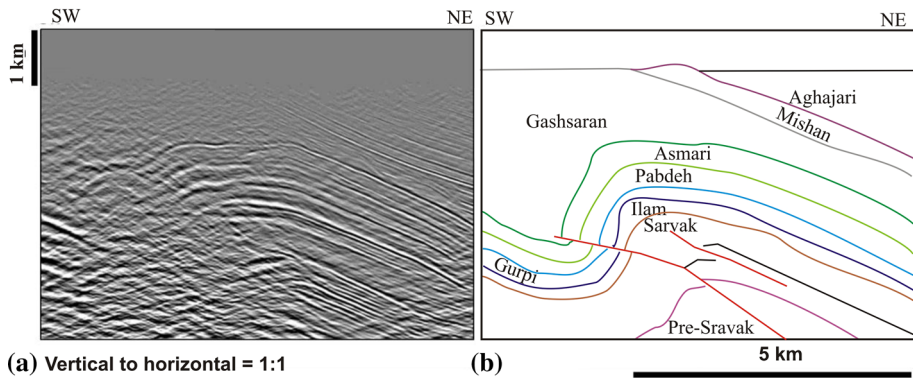 SW
NE
SW
NE
1 km
Aghajari
Mishan
Gashsaran
Asmari
Pabdeh
Ilam
Sarvak
Gurpi
Pre-Sravak
(a) Vertical to horizontal = 1:1
(b)
5 km